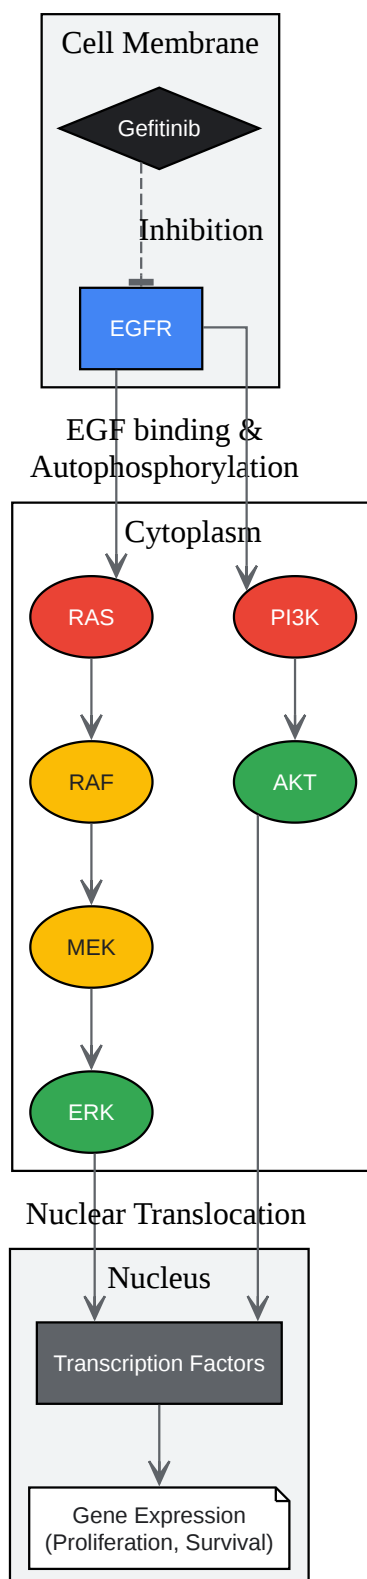 Cell Membrane
Gefitinib
Inhibition
EGFR
EGF binding &
Autophosphorylation
Cytoplasm
RAS
PI3K
RAF
AKT
MEK
ERK
Nuclear Translocation
Nucleus
Transcription Factors
Gene Expression
(Proliferation, Survival)